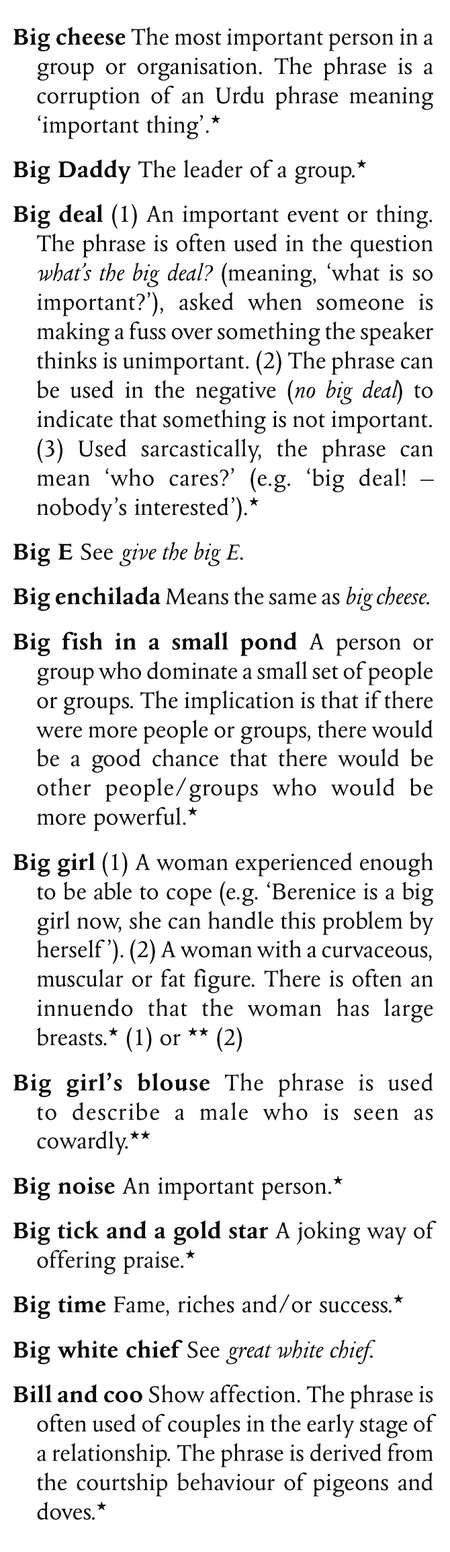 Big cheese The most important person in a
group or organisation. The phrase is a
corruption of an Urdu phrase meaning
‘important thing’.★
Big Daddy The leader of a group.★
Big deal (1) An important event or thing.
The phrase is often used in the question
what’s the big deal? (meaning, ‘what is so
important?’), asked when someone is
making a fuss over something the speaker
thinks is unimportant. (2) The phrase can
be used in the negative (no big deal) to
indicate that something is not important.
(3) Used sarcastically, the phrase can
mean ‘who cares?’ (e.g. ‘big deal! –
nobody’s interested’).★
Big E See give the big E.
Big enchilada Means the same as big cheese.
Big fish in a small pond A person or
group who dominate a small set of people
or groups. The implication is that if there
were more people or groups, there would
be a good chance that there would be
other people/groups who would be
more powerful.★
Big girl (1) A woman experienced enough
to be able to cope (e.g. ‘Berenice is a big
girl now, she can handle this problem by
herself’). (2) A woman with a curvaceous,
muscular or fat figure. There is often an
innuendo that the woman has large
breasts.★ (1) or ★★ (2)
Big girl’s blouse The phrase is used
to describe a male who is seen as
cowardly.★★
Big noise An important person.★
Big tick and a gold star A joking way of
offering praise.★
Big time Fame, riches and/or success.★
Big white chief See great white chief.
Bill and coo Show affection. The phrase is
often used of couples in the early stage of
a relationship. The phrase is derived from
the courtship behaviour of pigeons and
doves.★